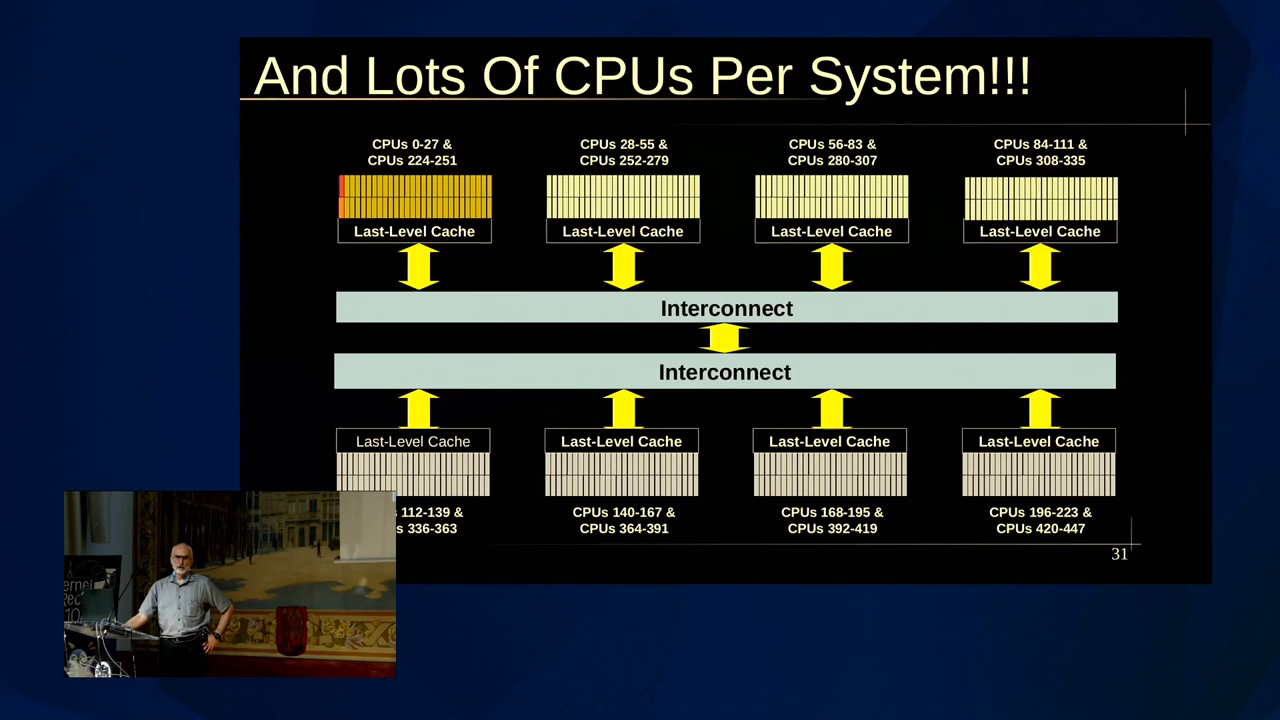 And Lots Of CPUs Per System!!!
CPUs 0-27 &
CPUs 224-251
CPUs 28-55 &
CPUs 252-279
CPUs 56-83 &
CPUs 280-307
CPUs 84-111 &
CPUs 308-335
Last-Level Cache
Last-Level Cache
Last-Level Cache
Last-Level Cache
Interconnect
Interconnect
Last-Level Cache
Last-Level Cache
Last-Level Cache
Last-Level Cache
112-139 &
s 336-363
CPUs 140-167 &
CPUs 364-391
CPUs 168-195 &
CPUs 392-419
CPUs 196-223 &
CPUs 420-447
31
ernel
Rec
10